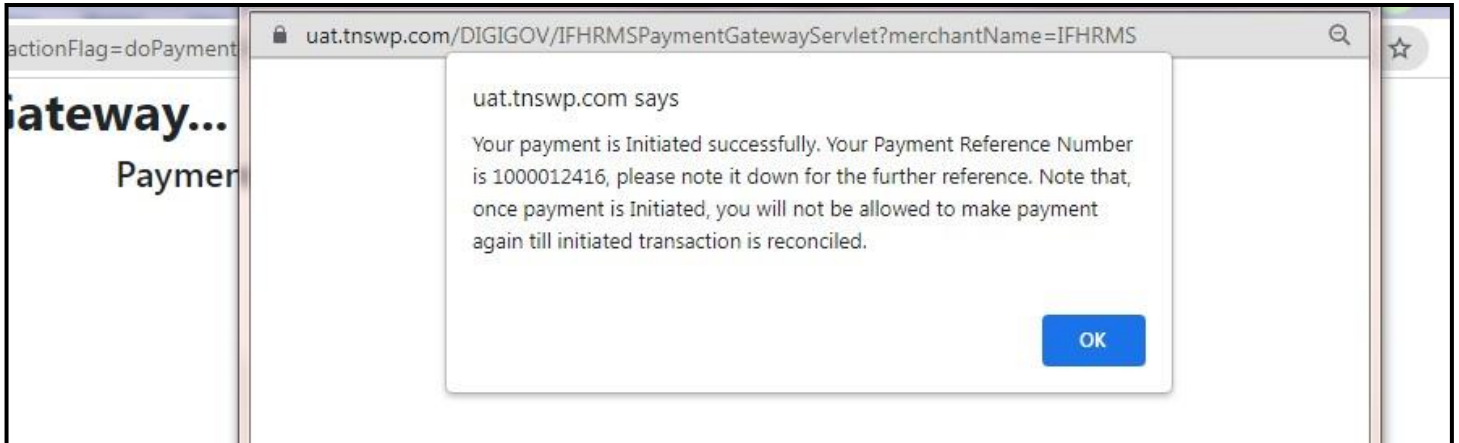 actionFlag=doPayment
uat.tnswp.com/DIGIGOV/IFHRMSPaymentGatewayServlet?merchantName=IFHRMS
ateway...
Paymen
uat.tnswp.com says
Your payment is Initiated successfully. Your Payment Reference Number
is 1000012416, please note it down for the further reference. Note that,
once payment is Initiated, you will not be allowed to make payment
again till initiated transaction is reconciled.
OK